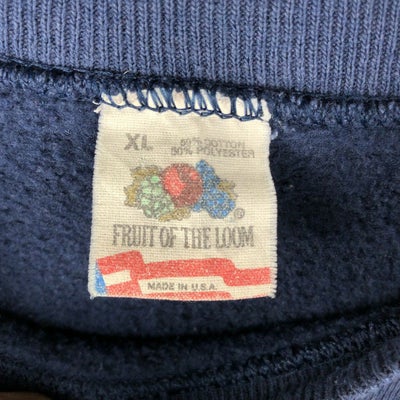 XL 50% COTTON
50% POLYESTER
®
FRUIT OF THE LOOM
MADE IN U.S.A.